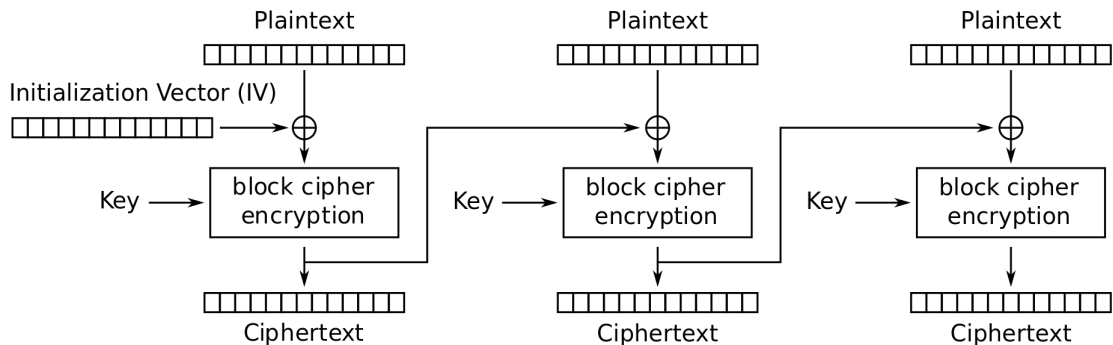 Plaintext
Plaintext
Plaintext
Initialization Vector (IV)
Key
block cipher
encryption
Key
block cipher
encryption
Key
block cipher
encryption
Ciphertext
Ciphertext
Ciphertext